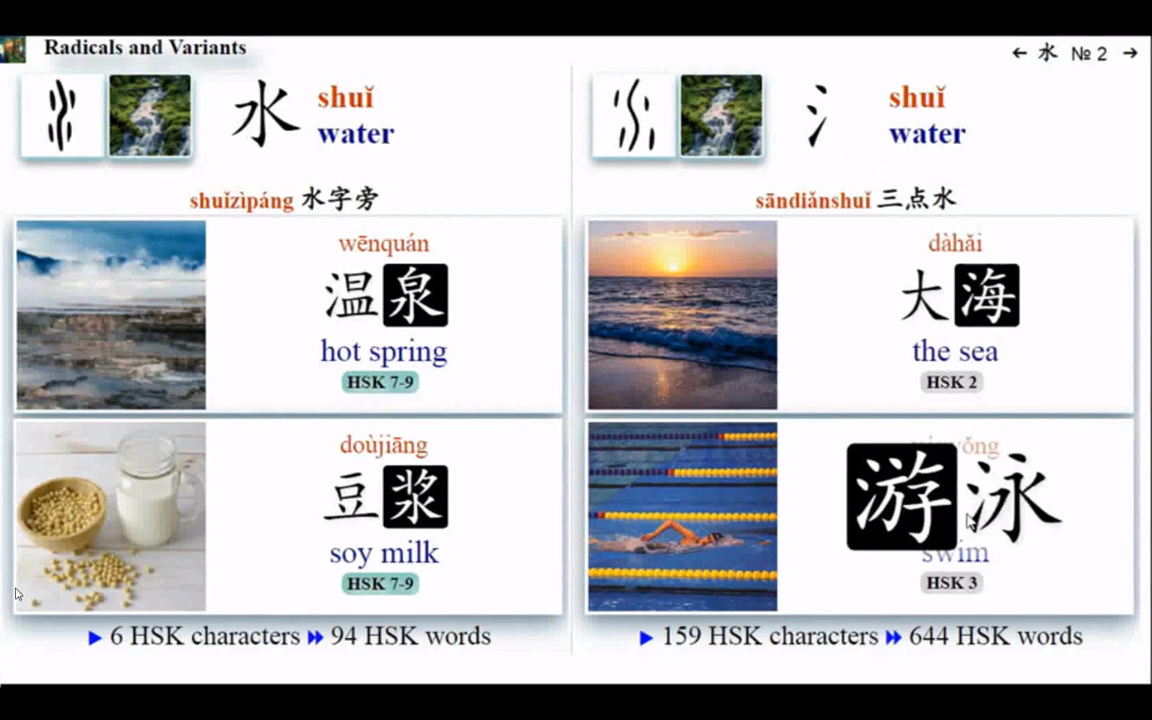 Radicals and Variants
← 水 № 2 →
水
shuǐ
water
shuǐzìpáng 水字旁
wēnquán
温泉
hot spring
HSK 7-9
doùjiāng
豆浆
soy milk
HSK 7-9
▶ 6 HSK characters ▶▶ 94 HSK words
氵
shuǐ
water
sāndiǎnshuǐ 三点水
dàhǎi
大海
the sea
HSK 2
游泳
swim
HSK 3
▶ 159 HSK characters ▶▶ 644 HSK words